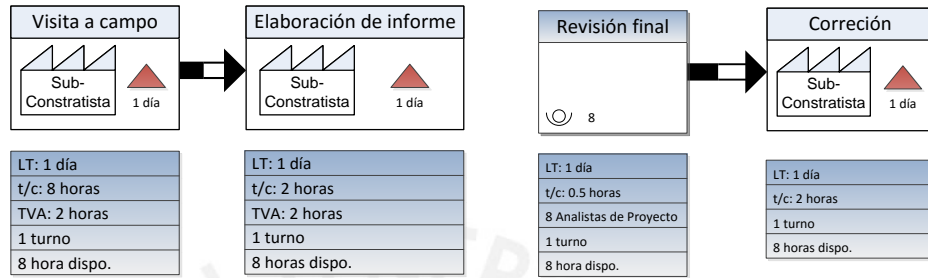 Visita a campo
Sub-
Constratista
1 día
LT: 1 día
t/c: 8 horas
TVA: 2 horas
1 turno
8 hora dispo.
Elaboración de informe
Sub-
Constratista
1 día
LT: 1 día
t/c: 2 horas
TVA: 2 horas
1 turno
8 horas dispo.
Revisión final
8
LT: 1 día
t/c: 0.5 horas
8 Analistas de Proyecto
1 turno
8 hora dispo.
Correción
Sub-
Constratista
1 día
LT: 1 día
t/c: 2 horas
1 turno
8 horas dispo.